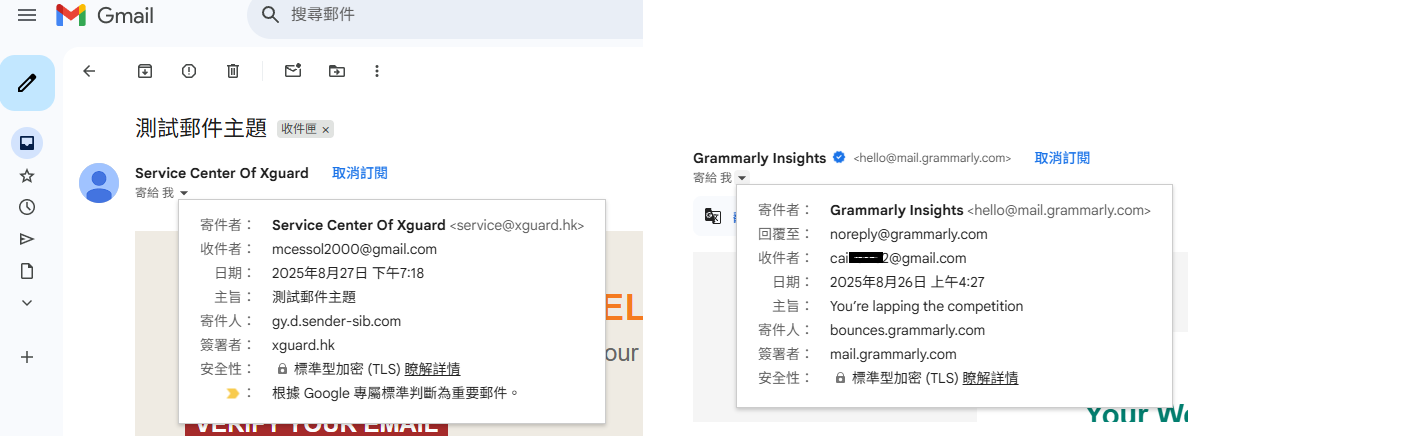 Gmail
搜尋郵件
測試郵件主題 收件匣 ×
Service Center Of Xguard 取消訂閱
寄給 我
寄件者： Service Center Of Xguard <service@xguard.hk>
收件者： mcessol2000@gmail.com
日期： 2025年8月27日 下午7:18
主旨： 測試郵件主題
寄件人： gy.d.sender-sib.com
簽署者： xguard.hk
安全性： 標準型加密 (TLS) 瞭解詳情
： 根據 Google 專屬標準判斷為重要郵件。
EL
our
VERIFY YOUR EMAIL
Grammarly Insights <hello@mail.grammarly.com> 取消訂閱
寄給 我
寄件者： Grammarly Insights <hello@mail.grammarly.com>
回覆至： noreply@grammarly.com
收件者： cai 2@gmail.com
日期： 2025年8月26日 上午4:27
主旨： You’re lapping the competition
寄件人： bounces.grammarly.com
簽署者： mail.grammarly.com
安全性： 標準型加密 (TLS) 瞭解詳情
Your We